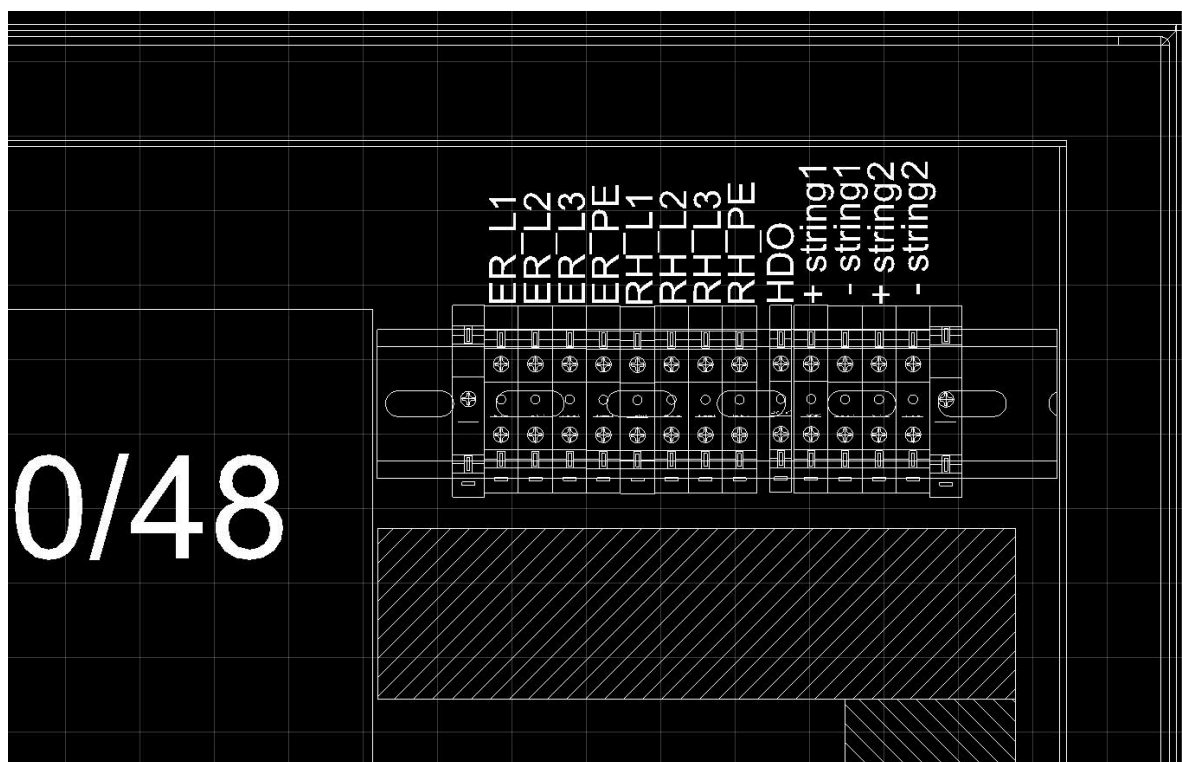 ER_L1
ER_L2
ER_L3
ER_PE
RH_L1
RH_L2
RH_L3
RH_PE
HDO
+ string1
- string1
+ string2
- string2
0/48